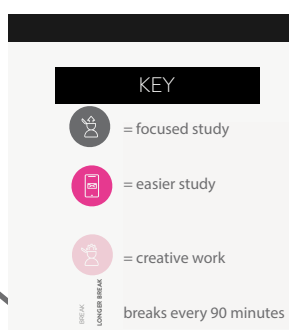 KEY
= focused study
= easier study
= creative work
BREAK
LONGER BREAK
breaks every 90 minutes